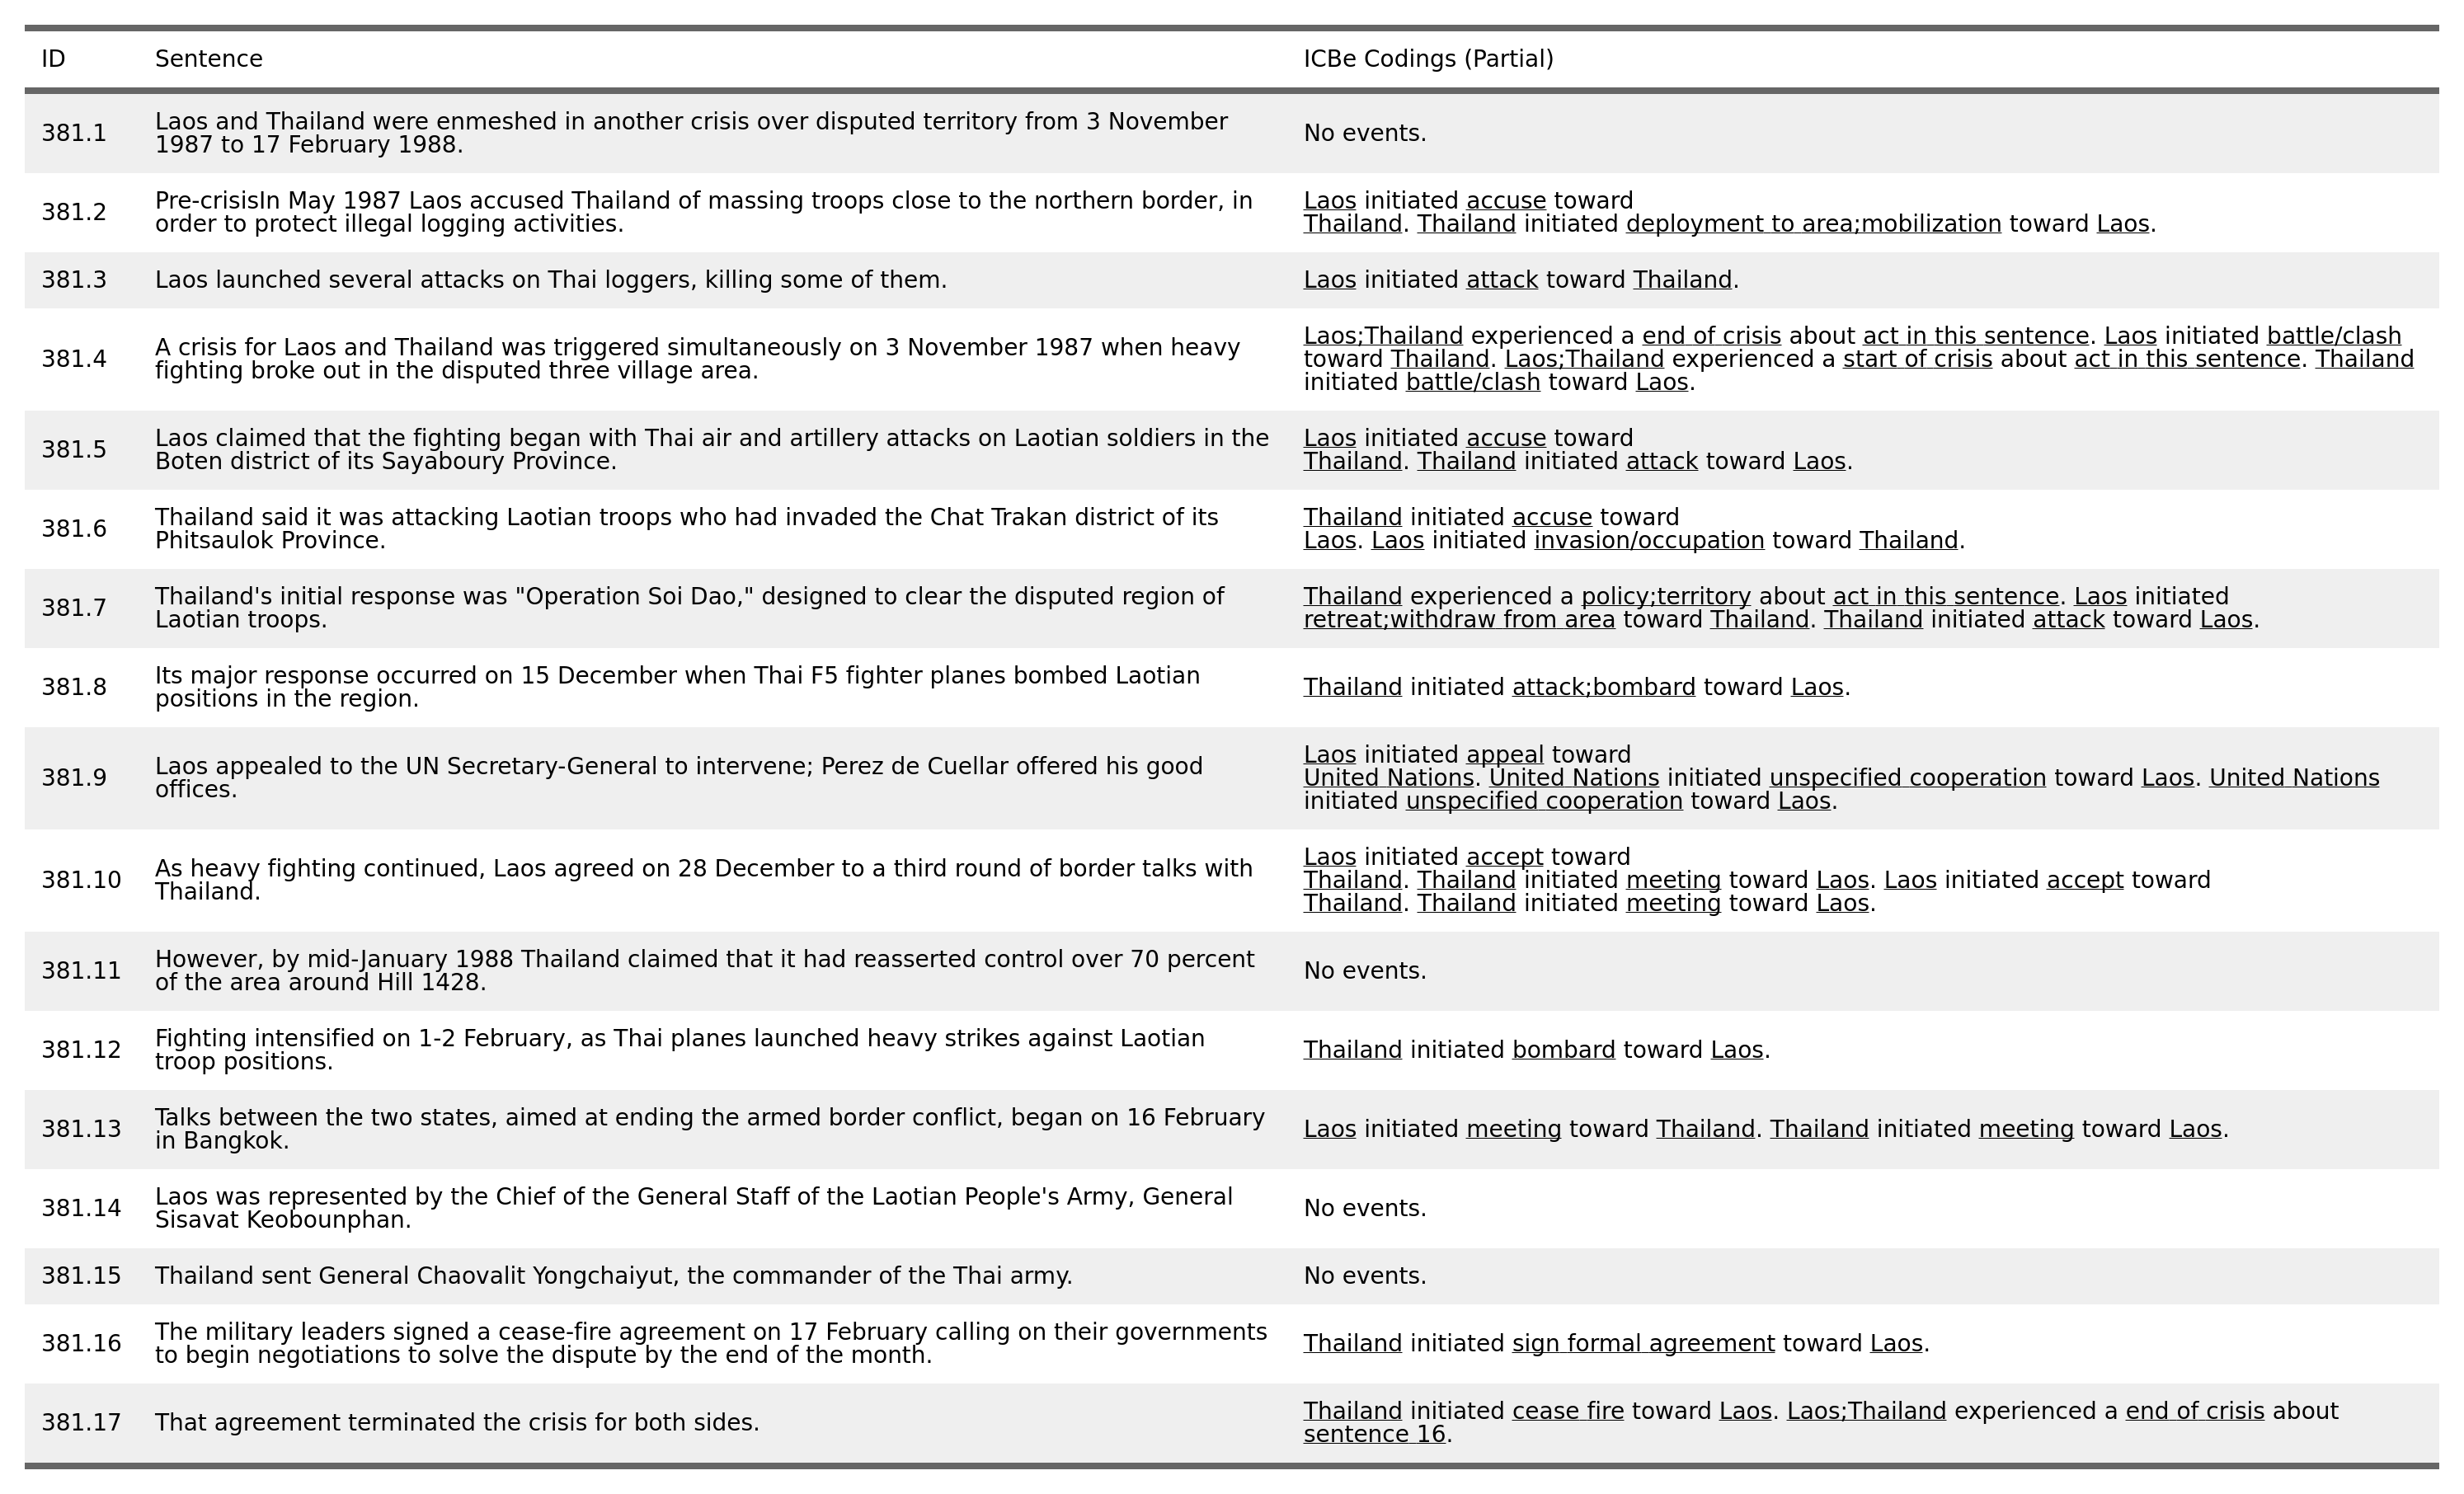 ID Sentence ICBe Codings (Partial)
381.1 Laos and Thailand were enmeshed in another crisis over disputed territory from 3 November
1987 to 17 February 1988.
No events.
381.2 Pre-crisisIn May 1987 Laos accused Thailand of massing troops close to the northern border, in
order to protect illegal logging activities.
Laos initiated accuse toward
Thailand. Thailand initiated deployment to area;mobilization toward Laos.
381.3 Laos launched several attacks on Thai loggers, killing some of them.
Laos initiated attack toward Thailand.
381.4 A crisis for Laos and Thailand was triggered simultaneously on 3 November 1987 when heavy
fighting broke out in the disputed three village area.
Laos;Thailand experienced a end of crisis about act in this sentence. Laos initiated battle/clash
toward Thailand. Laos;Thailand experienced a start of crisis about act in this sentence. Thailand
initiated battle/clash toward Laos.
381.5 Laos claimed that the fighting began with Thai air and artillery attacks on Laotian soldiers in the
Boten district of its Sayaboury Province.
Laos initiated accuse toward
Thailand. Thailand initiated attack toward Laos.
381.6 Thailand said it was attacking Laotian troops who had invaded the Chat Trakan district of its
Phitsaulok Province.
Thailand initiated accuse toward
Laos. Laos initiated invasion/occupation toward Thailand.
381.7 Thailand's initial response was "Operation Soi Dao," designed to clear the disputed region of
Laotian troops.
Thailand experienced a policy;territory about act in this sentence. Laos initiated
retreat;withdraw from area toward Thailand. Thailand initiated attack toward Laos.
381.8 Its major response occurred on 15 December when Thai F5 fighter planes bombed Laotian
positions in the region.
Thailand initiated attack;bombard toward Laos.
381.9 Laos appealed to the UN Secretary-General to intervene; Perez de Cuellar offered his good
offices.
Laos initiated appeal toward
United Nations. United Nations initiated unspecified cooperation toward Laos. United Nations
initiated unspecified cooperation toward Laos.
381.10 As heavy fighting continued, Laos agreed on 28 December to a third round of border talks with
Thailand.
Laos initiated accept toward
Thailand. Thailand initiated meeting toward Laos. Laos initiated accept toward
Thailand. Thailand initiated meeting toward Laos.
381.11 However, by mid-January 1988 Thailand claimed that it had reasserted control over 70 percent
of the area around Hill 1428.
No events.
381.12 Fighting intensified on 1-2 February, as Thai planes launched heavy strikes against Laotian
troop positions.
Thailand initiated bombard toward Laos.
381.13 Talks between the two states, aimed at ending the armed border conflict, began on 16 February
in Bangkok.
Laos initiated meeting toward Thailand. Thailand initiated meeting toward Laos.
381.14 Laos was represented by the Chief of the General Staff of the Laotian People's Army, General
Sisavat Keobounphan.
No events.
381.15 Thailand sent General Chaovalit Yongchaiyut, the commander of the Thai army.
No events.
381.16 The military leaders signed a cease-fire agreement on 17 February calling on their governments
to begin negotiations to solve the dispute by the end of the month.
Thailand initiated sign formal agreement toward Laos.
381.17 That agreement terminated the crisis for both sides.
Thailand initiated cease fire toward Laos. Laos;Thailand experienced a end of crisis about
sentence 16.